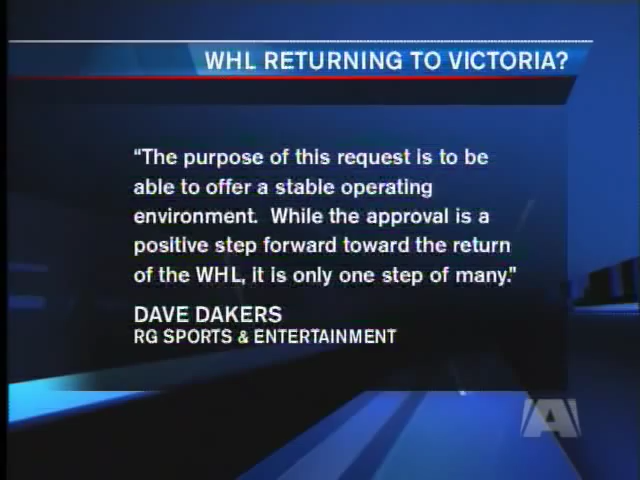 WHL RETURNING TO VICTORIA?
"The purpose of this request is to be
able to offer a stable operating
environment. While the approval is a
positive step forward toward the return
of the WHL, it is only one step of many."
DAVE DAKERS
RG SPORTS & ENTERTAINMENT
A